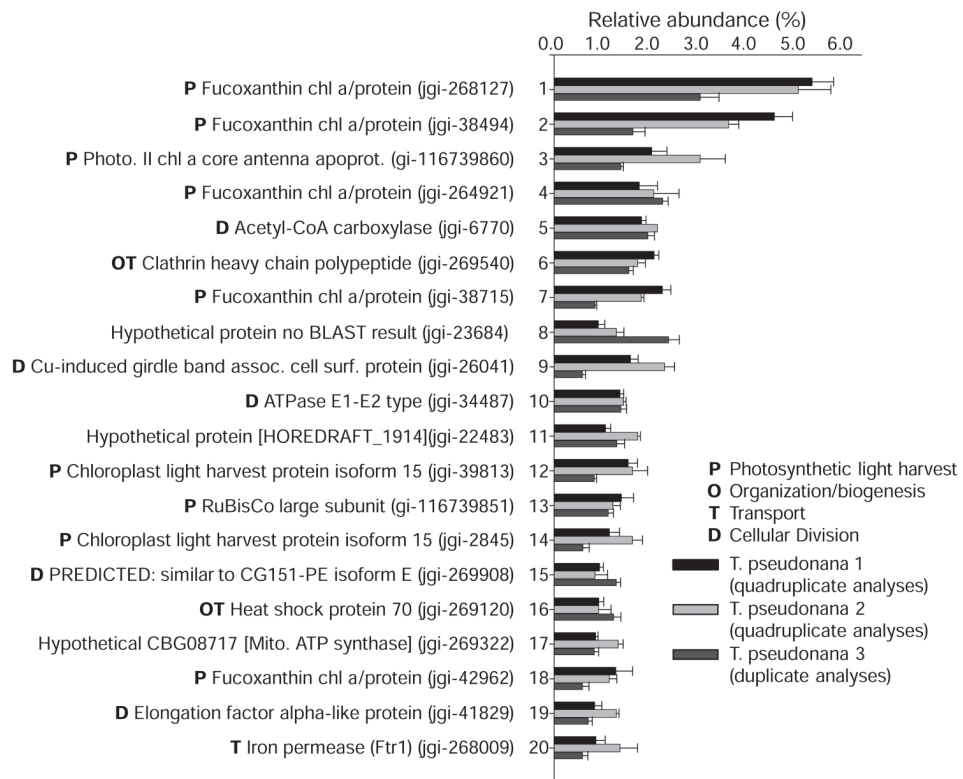 Relative abundance (%)
0.0 1.0 2.0 3.0 4.0 5.0 6.0
P Fucoxanthin chl a/protein (jgi-268127) 1
P Fucoxanthin chl a/protein (jgi-38494) 2
P Photo. II chl a core antenna apoprot. (gi-116739860) 3
P Fucoxanthin chl a/protein (jgi-264921) 4
D Acetyl-CoA carboxylase (jgi-6770) 5
OT Clathrin heavy chain polypeptide (jgi-269540) 6
P Fucoxanthin chl a/protein (jgi-38715) 7
Hypothetical protein no BLAST result (jgi-23684) 8
D Cu-induced girdle band assoc. cell surf. protein (jgi-26041) 9
D ATPase E1-E2 type (jgi-34487) 10
Hypothetical protein [HOREDRAFT_1914](jgi-22483) 11
P Chloroplast light harvest protein isoform 15 (jgi-39813) 12
P RuBisCo large subunit (gi-116739851) 13
P Chloroplast light harvest protein isoform 15 (jgi-2845) 14
D PREDICTED: similar to CG151-PE isoform E (jgi-269908) 15
OT Heat shock protein 70 (jgi-269120) 16
Hypothetical CBG08717 [Mito. ATP synthase] (jgi-269322) 17
P Fucoxanthin chl a/protein (jgi-42962) 18
D Elongation factor alpha-like protein (jgi-41829) 19
T Iron permease (Ftr1) (jgi-268009) 20
P Photosynthetic light harvest
O Organization/biogenesis
T Transport
D Cellular Division
T. pseudonana 1
(quadruplicate analyses)
T. pseudonana 2
(quadruplicate analyses)
T. pseudonana 3
(duplicate analyses)